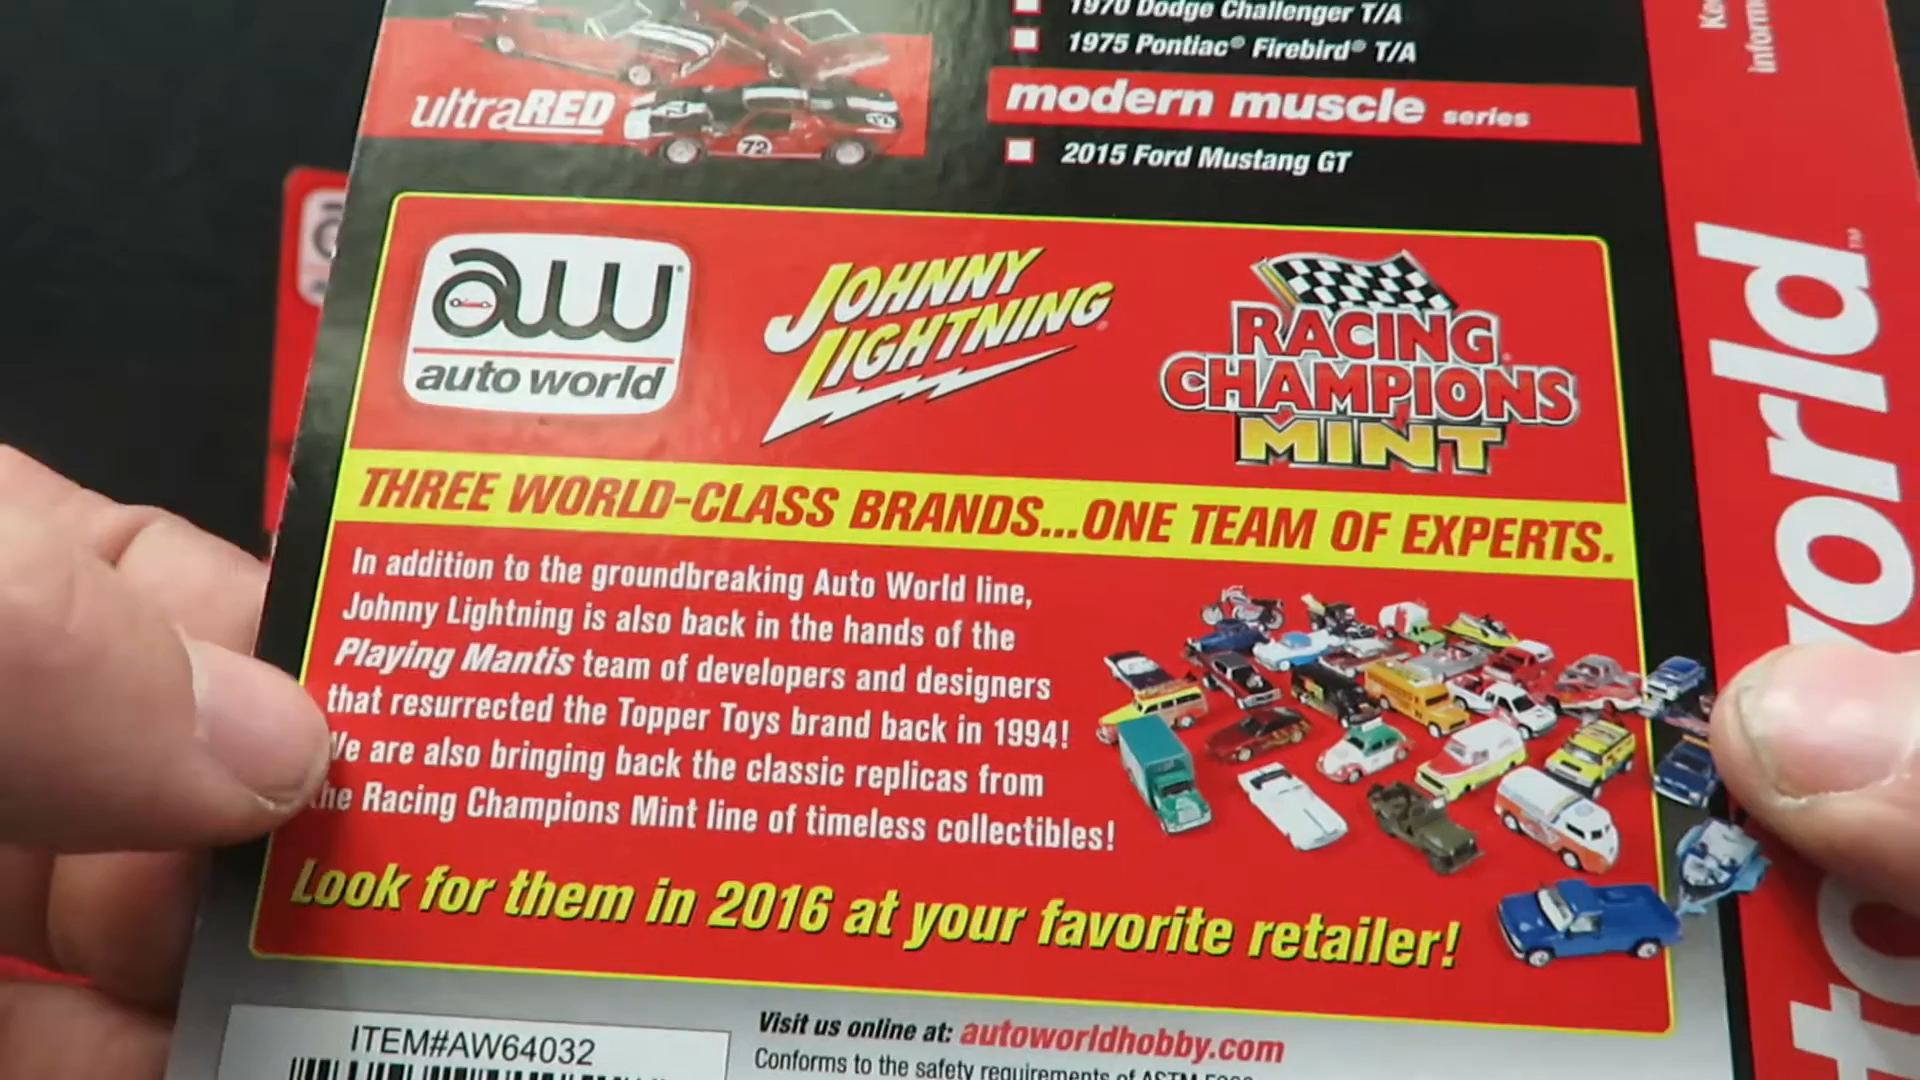 1970 Dodge Challenger T/A
1975 Pontiac® Firebird® T/A
ultraRED
72
modern muscle series
2015 Ford Mustang GT
aw
auto world
JOHNNY
LIGHTNING
RACING
CHAMPIONS
MINT
THREE WORLD-CLASS BRANDS...ONE TEAM OF EXPERTS.
In addition to the groundbreaking Auto World line,
Johnny Lightning is also back in the hands of the
Playing Mantis team of developers and designers
that resurrected the Topper Toys brand back in 1994!
We are also bringing back the classic replicas from
the Racing Champions Mint line of timeless collectibles!
Look for them in 2016 at your favorite retailer!
ITEM#AW64032
Visit us online at: autoworldhobby.com
Conforms to the safety requirements of ASTM
world™